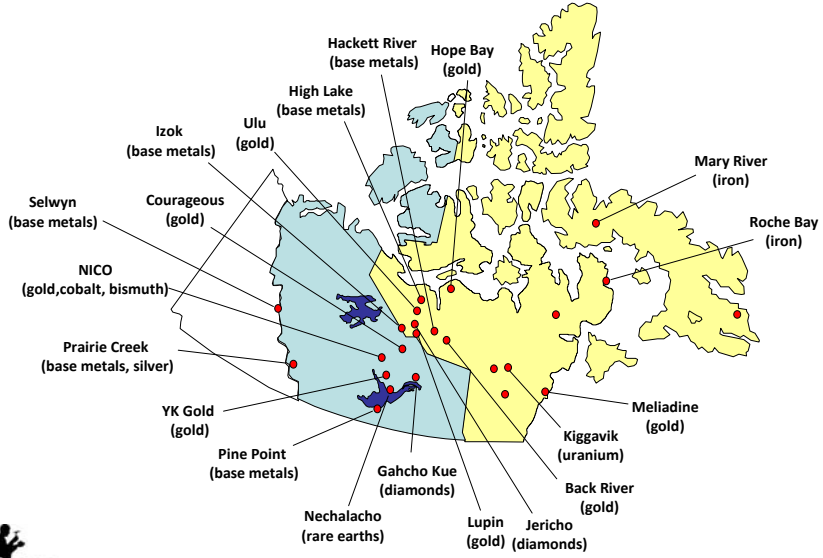 Hackett River
(base metals)
Hope Bay
(gold)
High Lake
(base metals)
Ulu
(gold)
Izok
(base metals)
Mary River
(iron)
Selwyn
(base metals)
Courageous
(gold)
Roche Bay
(iron)
NICO
(gold,cobalt, bismuth)
Prairie Creek
(base metals, silver)
YK Gold
(gold)
Meliadine
(gold)
Kiggavik
(uranium)
Pine Point
(base metals)
Gahcho Kue
(diamonds)
Back River
(gold)
Nechalacho
(rare earths)
Lupin
(gold)
Jericho
(diamonds)